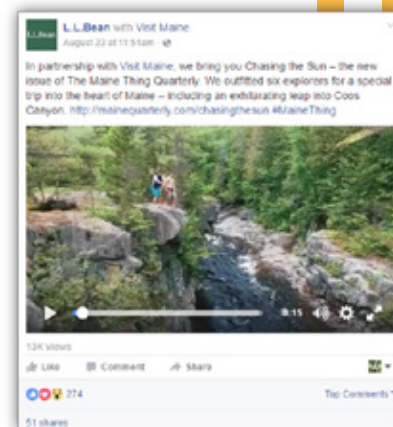 L.L.Bean
L.L.Bean with Visit Maine
August 23 at 11:51am
In partnership with Visit Maine, we bring you Chasing the Sun – the new
issue of The Maine Thing Quarterly. We outfitted six explorers for a special
trip into the heart of Maine – including an exhilarating leap into Coos
Canyon. http://mainequarterly.com/chasingthesun #MaineThing
0:15
13K Views
Like Comment Share
274 Top Comments
51 shares